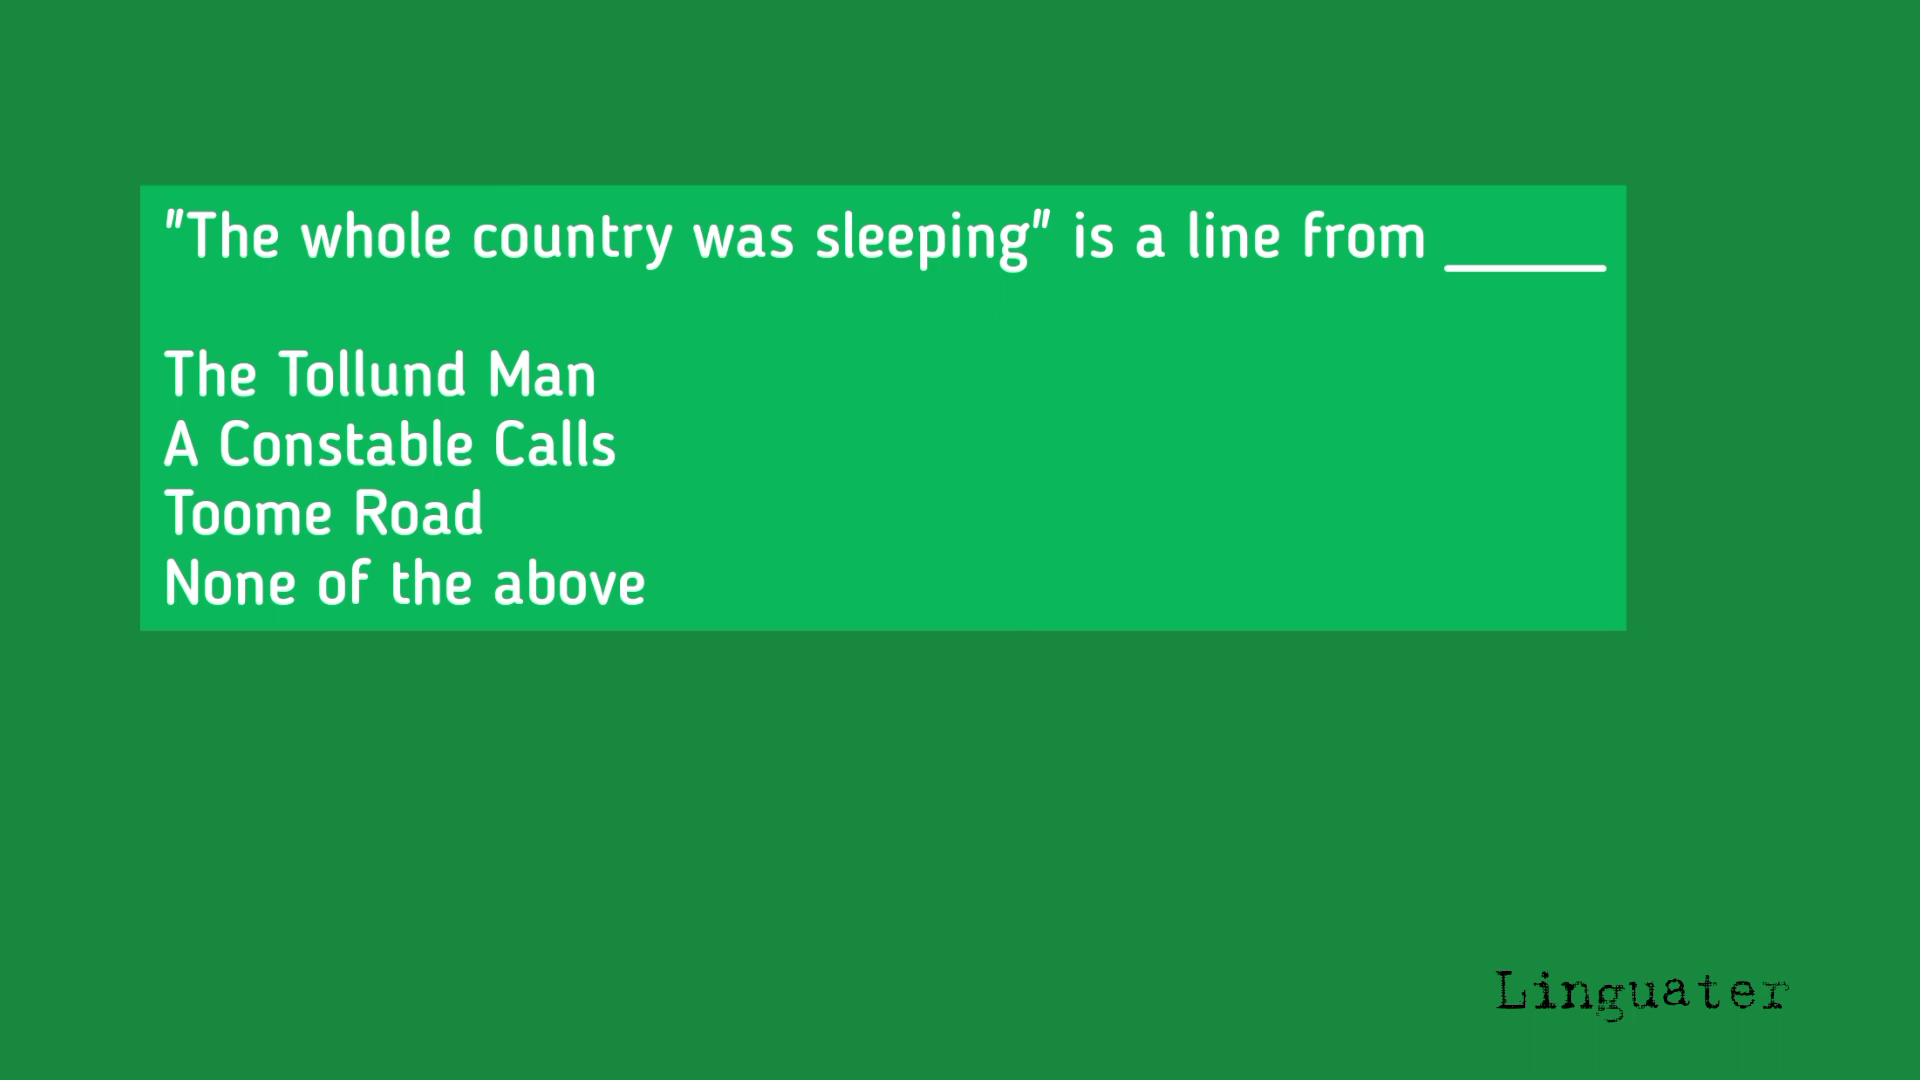 "The whole country was sleeping" is a line from _____
The Tollund Man
A Constable Calls
Toome Road
None of the above
Linguater